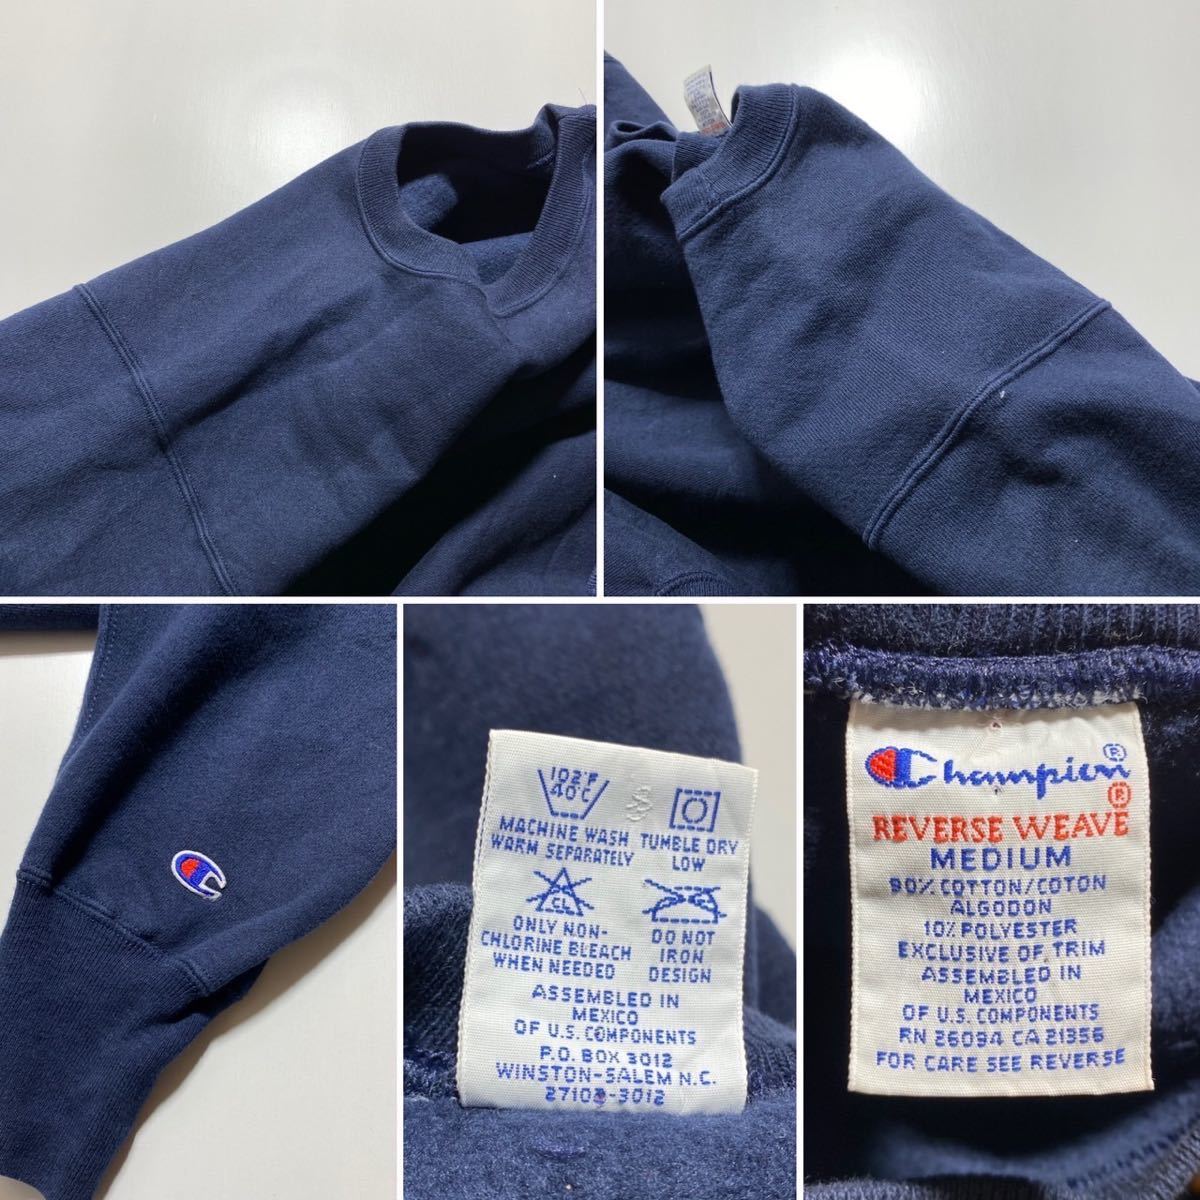 102°F
40°C
MACHINE WASH
WARM SEPARATELY
TUMBLE DRY
LOW
CL
ONLY NON-
CHLORINE BLEACH
WHEN NEEDED
DO NOT
IRON
DESIGN
ASSEMBLED IN
MEXICO
OF U.S. COMPONENTS
P.O. BOX 3012
WINSTON-SALEM N.C.
27102-3012
Champion®
REVERSE WEAVE®
MEDIUM
90% COTTON/COTON
ALGODON
10% POLYESTER
EXCLUSIVE OF TRIM
ASSEMBLED IN
MEXICO
OF U.S. COMPONENTS
RN 26094 CA 21356
FOR CARE SEE REVERSE